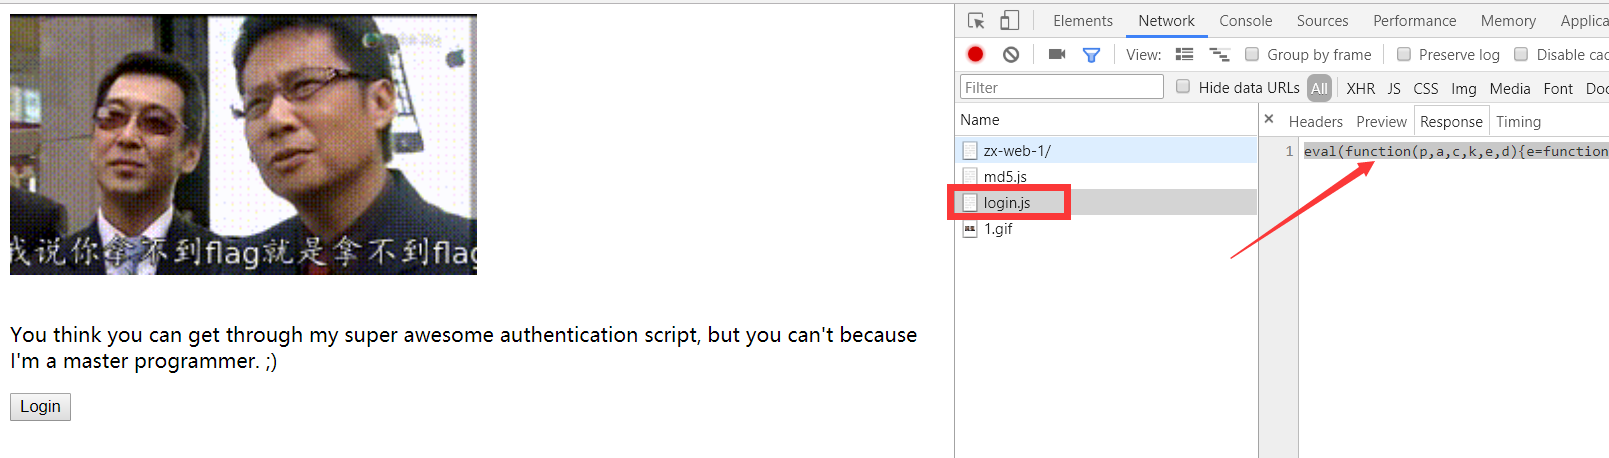 我说你拿不到flag就是拿不到flag
You think you can get through my super awesome authentication script, but you can't because
I'm a master programmer. ;)
Login
Elements Network Console Sources Performance Memory Applica
View: Group by frame Preserve log Disable cac
Filter Hide data URLs All XHR JS CSS Img Media Font Doc
Name
zx-web-1/
md5.js
login.js
1.gif
× Headers Preview Response Timing
1 eval(function(p,a,c,k,e,d){e=function